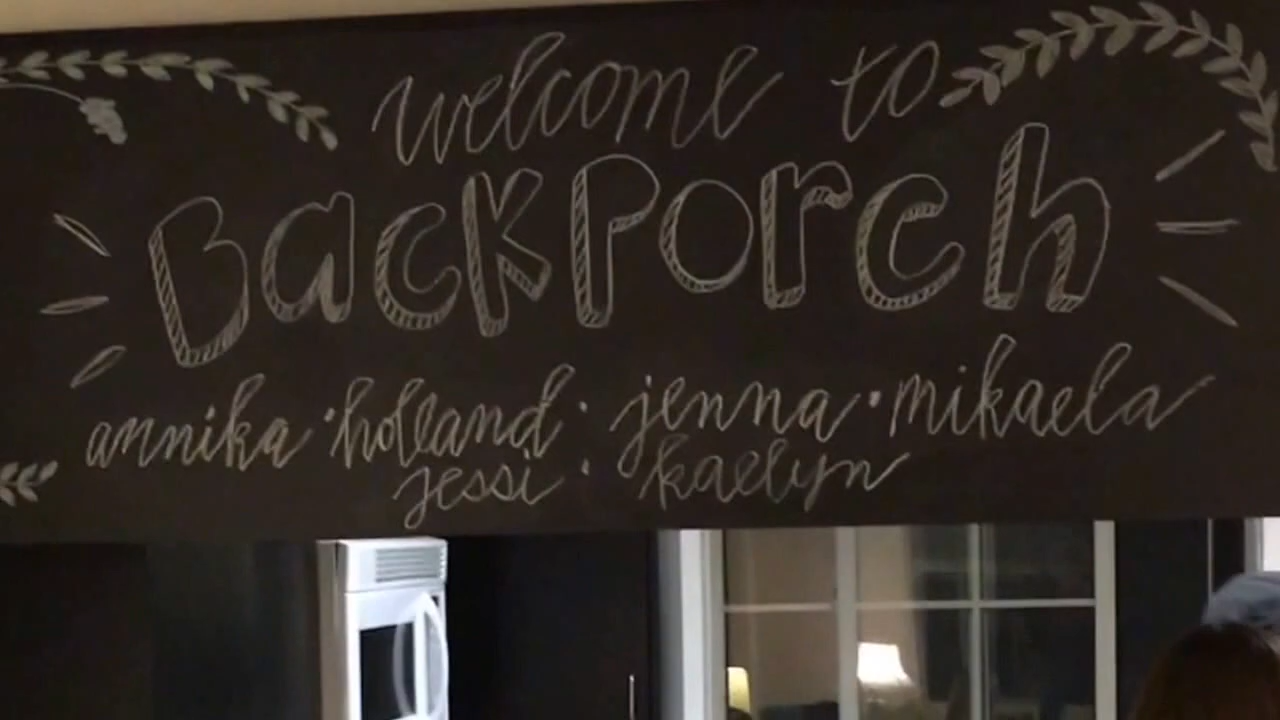 welcome to
BackPorch
annika · holland · jenna · mikaela
jessi · kaelyn